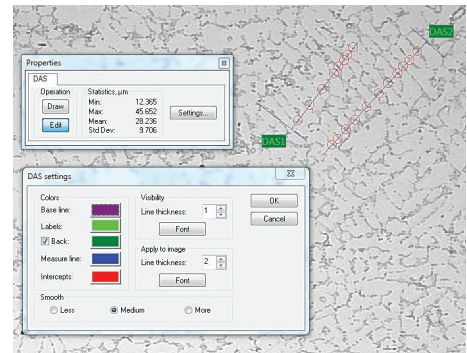 DAS2
Properties
DAS
Operation
Statistics, µm
Draw
Min: 12.365
Max: 45.652
Settings...
Edit
Mean: 28.236
Std Dev: 9.706
DAS1
DAS settings
Colors
Visibility
OK
Base line:
Line thickness: 1
Cancel
Labels:
Font
Back:
Apply to image
Measure line:
Line thickness: 2
Intercepts:
Font
Smooth
Less
Medium
More